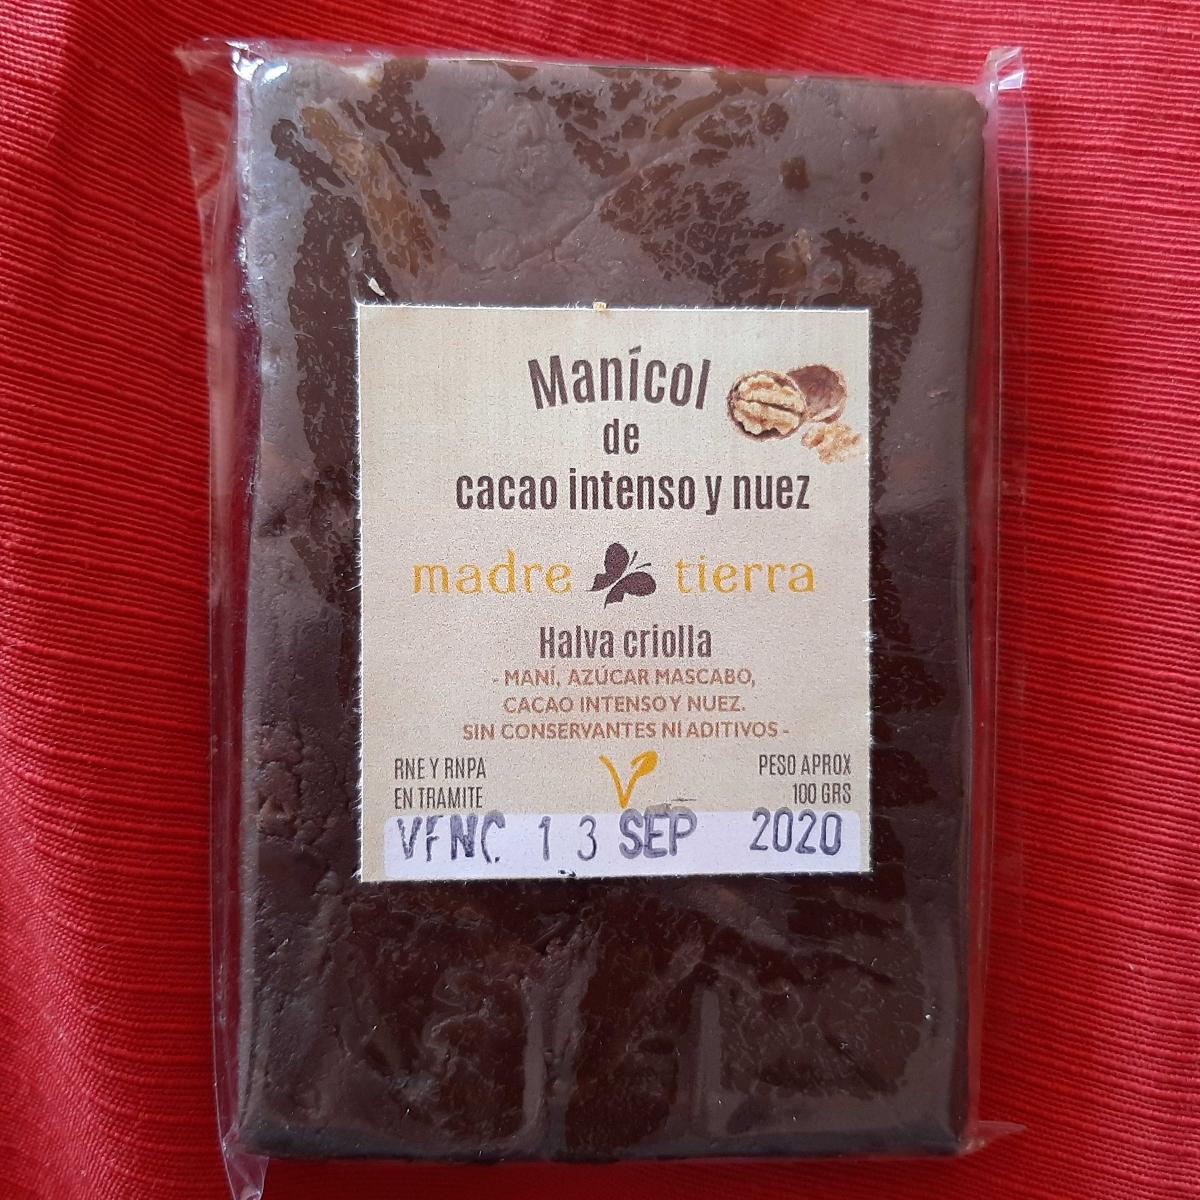 Manícol
de
cacao intenso y nuez
madre tierra
Halva criolla
- MANÍ, AZÚCAR MASCABO,
CACAO INTENSO Y NUEZ.
SIN CONSERVANTES NI ADITIVOS -
RNE Y RNPA
EN TRAMITE
PESO APROX
100 GRS
VENC. 13 SEP 2020